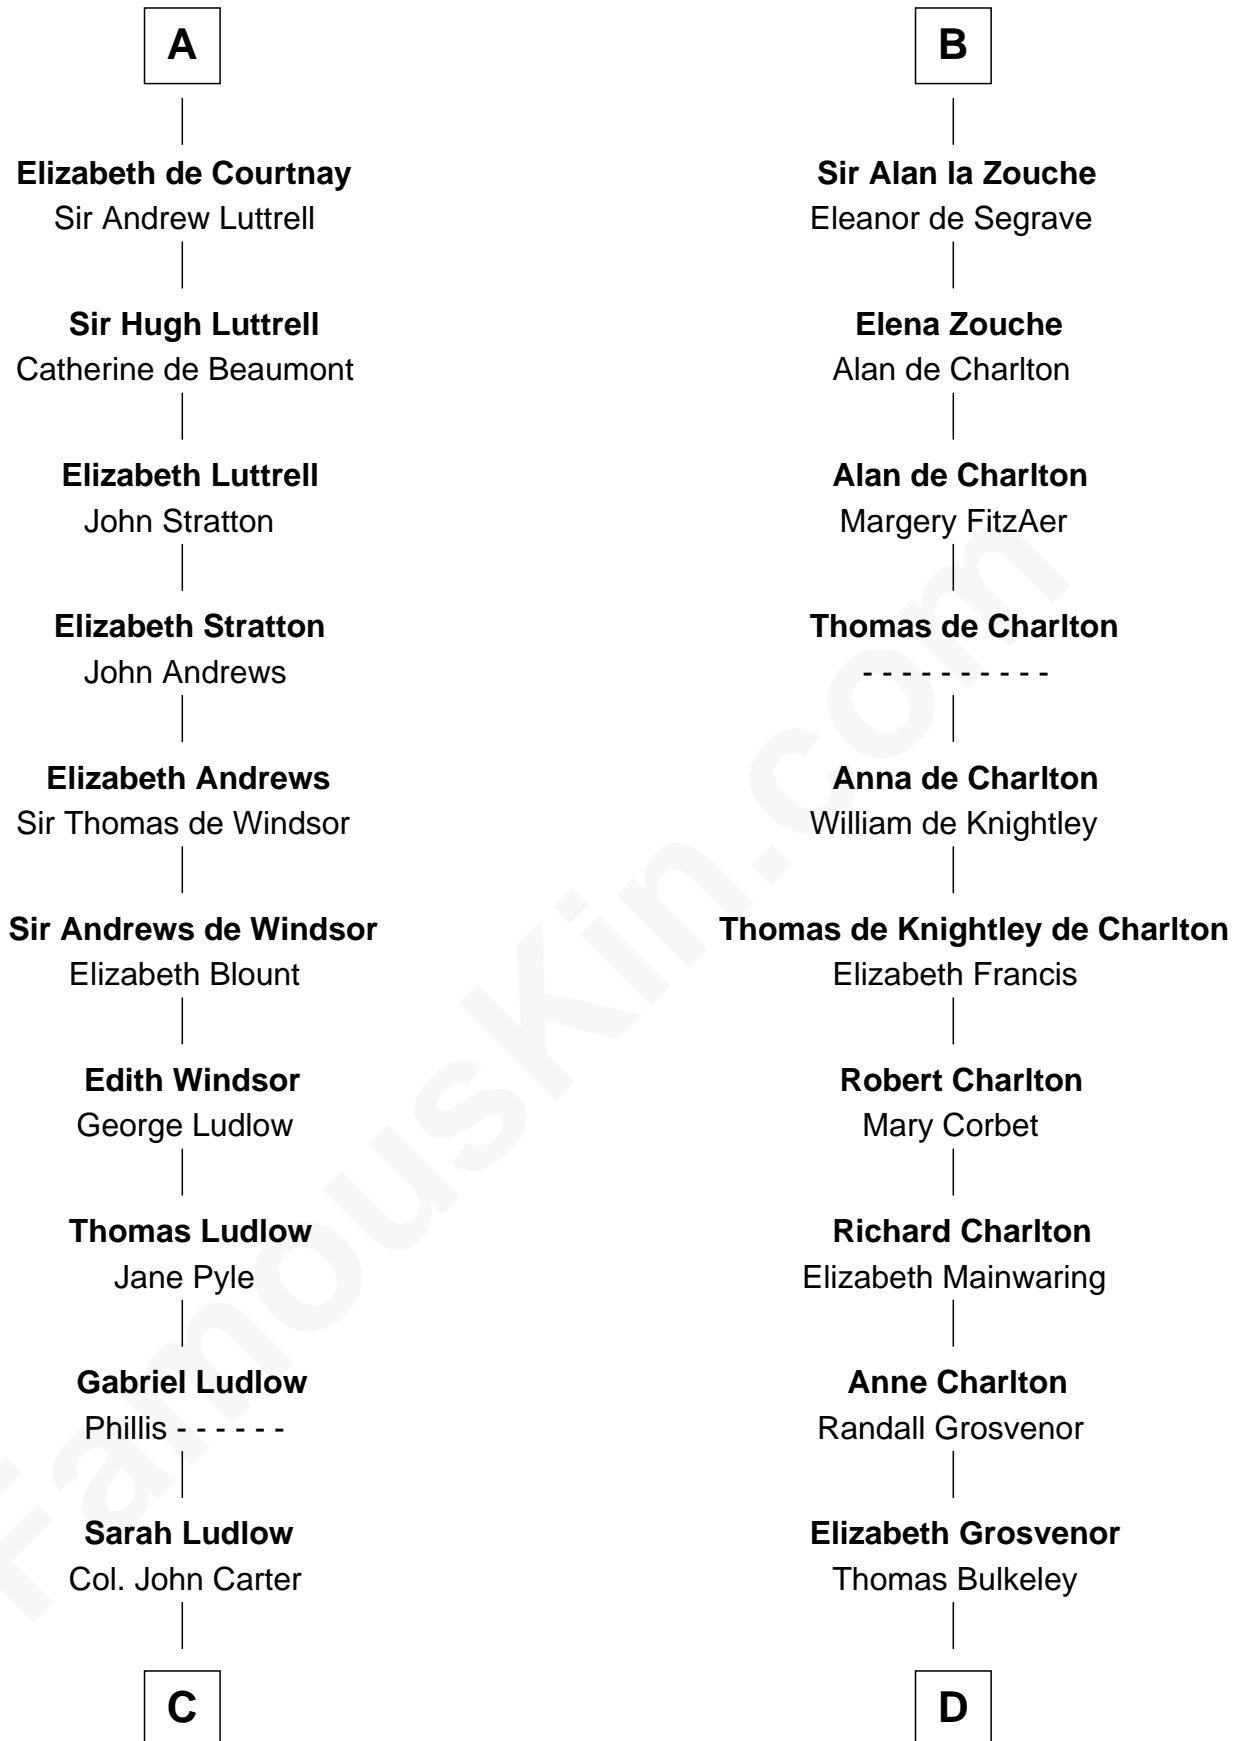 A
Elizabeth de Courtnay
Sir Andrew Luttrell
Sir Hugh Luttrell
Catherine de Beaumont
Elizabeth Luttrell
John Stratton
Elizabeth Stratton
John Andrews
Elizabeth Andrews
Sir Thomas de Windsor
Sir Andrews de Windsor
Elizabeth Blount
Edith Windsor
George Ludlow
Thomas Ludlow
Jane Pyle
Gabriel Ludlow
Phillis - - - - - -
Sarah Ludlow
Col. John Carter
C
B
Sir Alan la Zouche
Eleanor de Segrave
Elena Zouche
Alan de Charlton
Alan de Charlton
Margery FitzAer
Thomas de Charlton
- - - - - - - - - -
Anna de Charlton
William de Knightley
Thomas de Knightley de Charlton
Elizabeth Francis
Robert Charlton
Mary Corbet
Richard Charlton
Elizabeth Mainwaring
Anne Charlton
Randall Grosvenor
Elizabeth Grosvenor
Thomas Bulkeley
D
FamousKin.com